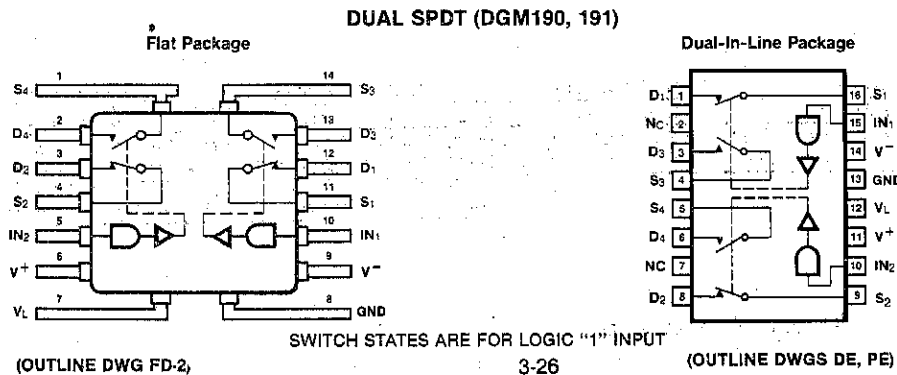 DUAL SPDT (DGM190, 191)
Flat Package
1 S4
2 D4
3 D2
4 S2
5 IN2
6 V+
7 VL
14 S3
13 D3
12 D1
11 S1
10 IN1
9 V−
8 GND
(OUTLINE DWG FD-2)
Dual-In-Line Package
D1 1
NC 2
D3 3
S3 4
S4 5
D4 6
NC 7
D2 8
16 S1
15 IN1
14 V−
13 GND
12 VL
11 V+
10 IN2
9 S2
SWITCH STATES ARE FOR LOGIC "1" INPUT
3-26
(OUTLINE DWGS DE, PE)